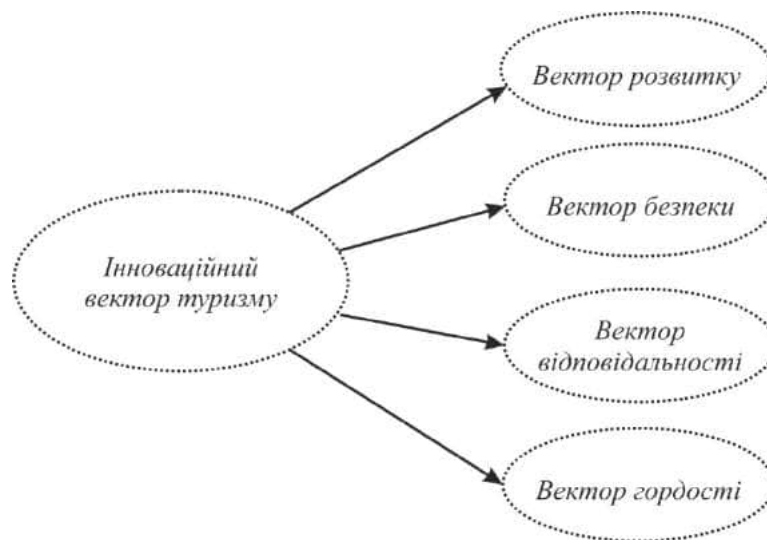 Вектор розвитку
Вектор безпеки
Інноваційний
вектор туризму
Вектор
відповідальності
Вектор гордості